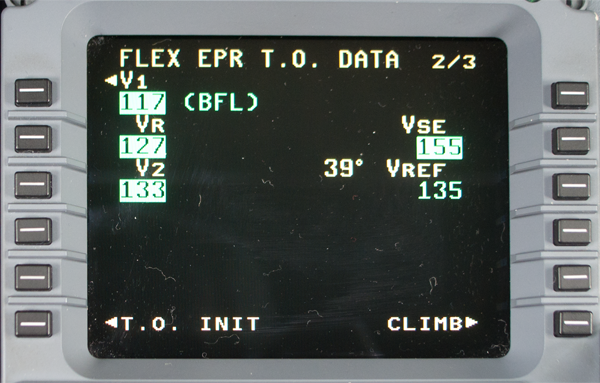 FLEX EPR T.O. DATA 2/3
◄V1
117 (BFL)
VR VSE
127 155
V2 39° VREF
133 135
◄T.O. INIT CLIMB►